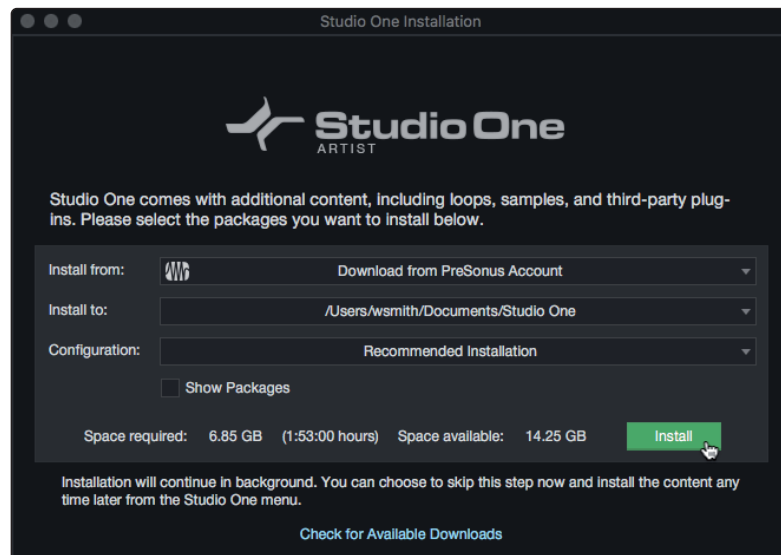 Studio One Installation
Studio One
ARTIST
Studio One comes with additional content, including loops, samples, and third-party plug-
ins. Please select the packages you want to install below.
Install from: Download from PreSonus Account
Install to: /Users/wsmith/Documents/Studio One
Configuration: Recommended Installation
Show Packages
Space required: 6.85 GB (1:53:00 hours) Space available: 14.25 GB Install
Installation will continue in background. You can choose to skip this step now and install the content any
time later from the Studio One menu.
Check for Available Downloads